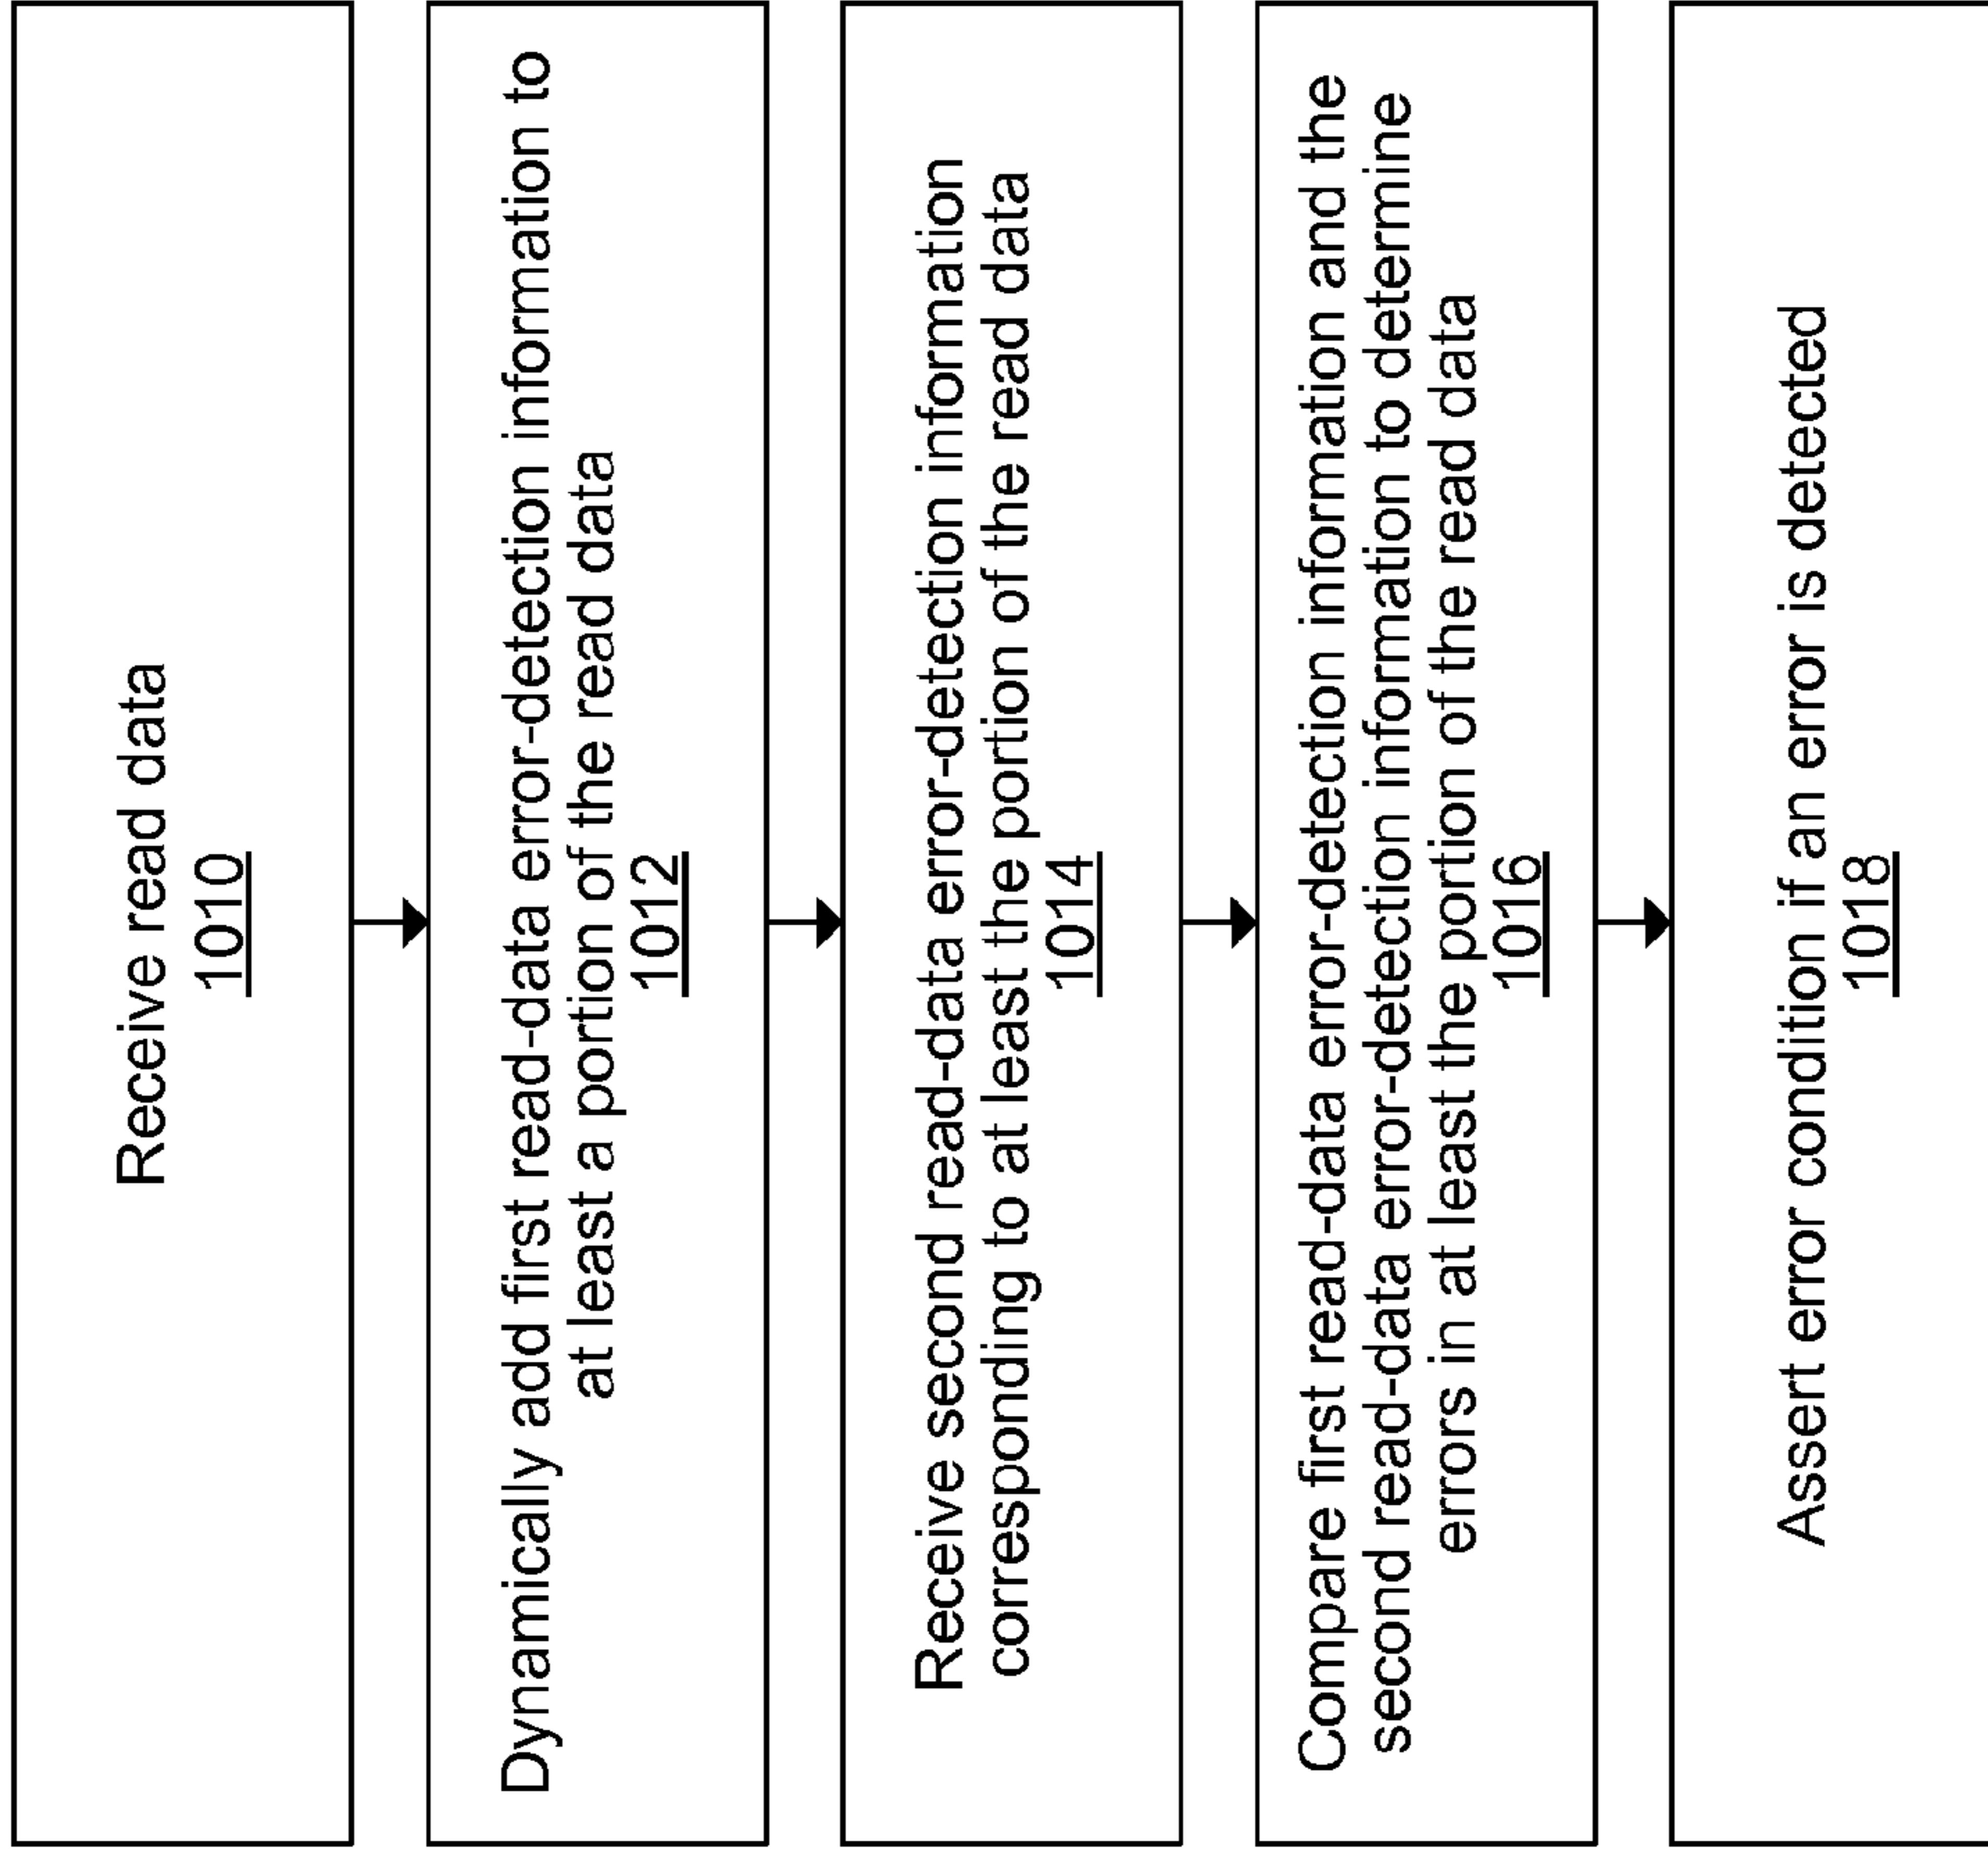 Receive read data
1010
Dynamically add first read-data error-detection information to
at least a portion of the read data
1012
Receive second read-data error-detection information
corresponding to at least the portion of the read data
1014
Compare first read-data error-detection information and the
second read-data error-detection information to determine
errors in at least the portion of the read data
1016
Assert error condition if an error is detected
1018